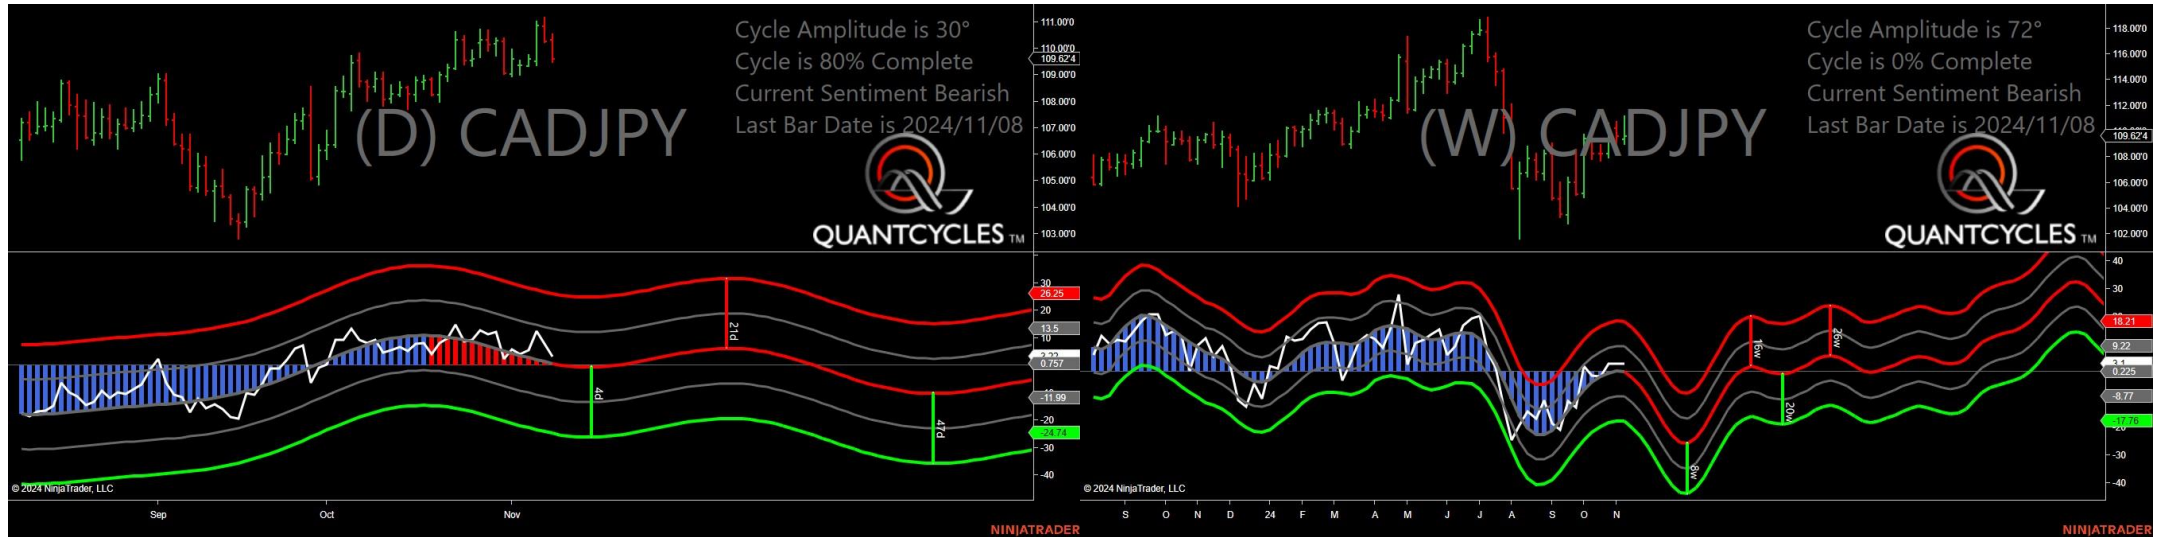 Cycle Amplitude is 30°
Cycle is 80% Complete
Current Sentiment Bearish
Last Bar Date is 2024/11/08
(D) CADJPY
QUANTCYCLES TM
111.00'0
110.00'0
109.62'4
109.00'0
108.00'0
107.00'0
106.00'0
105.00'0
104.00'0
103.00'0
30
26.25
20
13.5
10
0.757
-11.99
-20
-24.74
-30
-40
4d
21d
47d
© 2024 NinjaTrader, LLC
Sep Oct Nov
NINJATRADER
Cycle Amplitude is 72°
Cycle is 0% Complete
Current Sentiment Bearish
Last Bar Date is 2024/11/08
(W) CADJPY
QUANTCYCLES TM
118.00'0
116.00'0
114.00'0
112.00'0
109.62'4
108.00'0
106.00'0
104.00'0
102.00'0
40
30
18.21
9.22
0.225
-8.77
-17.76
-30
-40
8w
16w
20w
26w
© 2024 NinjaTrader, LLC
S O N D 24 F M A M J J A S O N
NINJATRADER